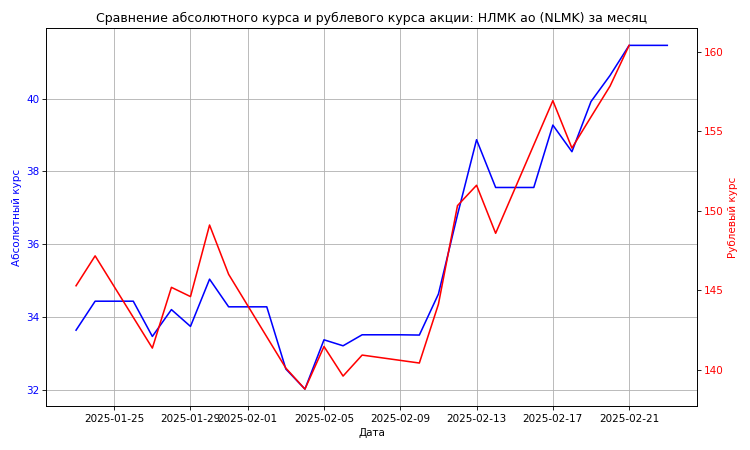 Сравнение абсолютного курса и рублевого курса акции: НЛМК ао (NLMK) за месяц
Абсолютный курс
40
38
36
34
32
160
155
150
145
140
Рублевый курс
2025-01-25 2025-01-29 2025-02-01 2025-02-05 2025-02-09 2025-02-13 2025-02-17 2025-02-21
Дата